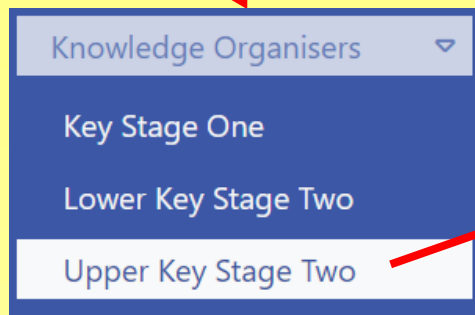 Knowledge Organisers
Key Stage One
Lower Key Stage Two
Upper Key Stage Two